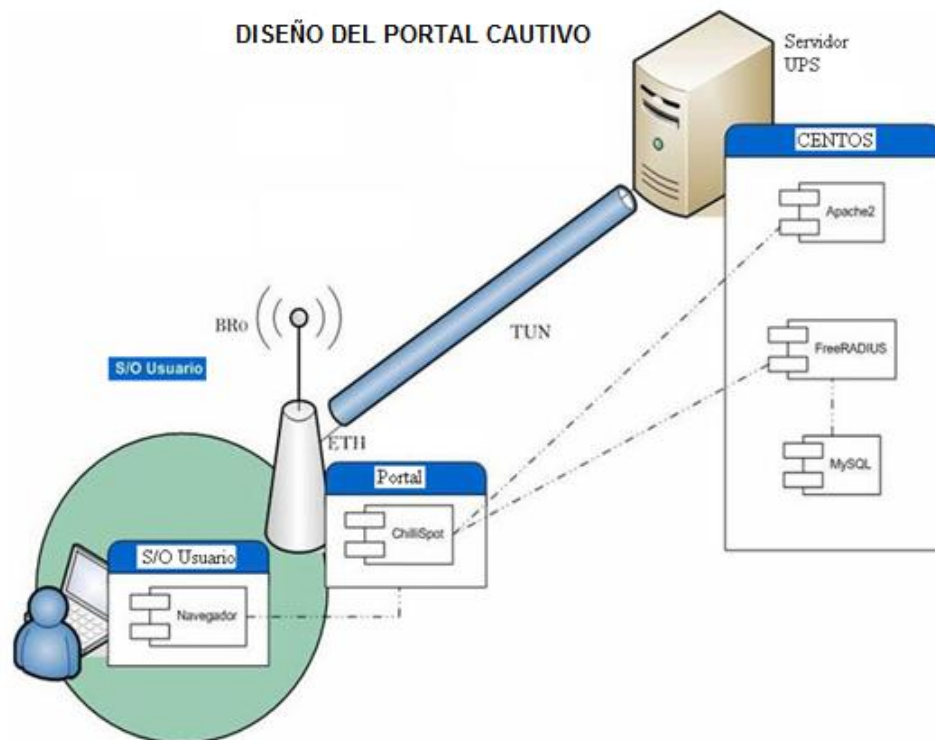 DISEÑO DEL PORTAL CAUTIVO
Servidor
UPS
CENTOS
Apache2
BRo
TUN
FreeRADIUS
S/O Usuario
ETH
MySQL
Portal
ChilliSpot
S/O Usuario
Navegador